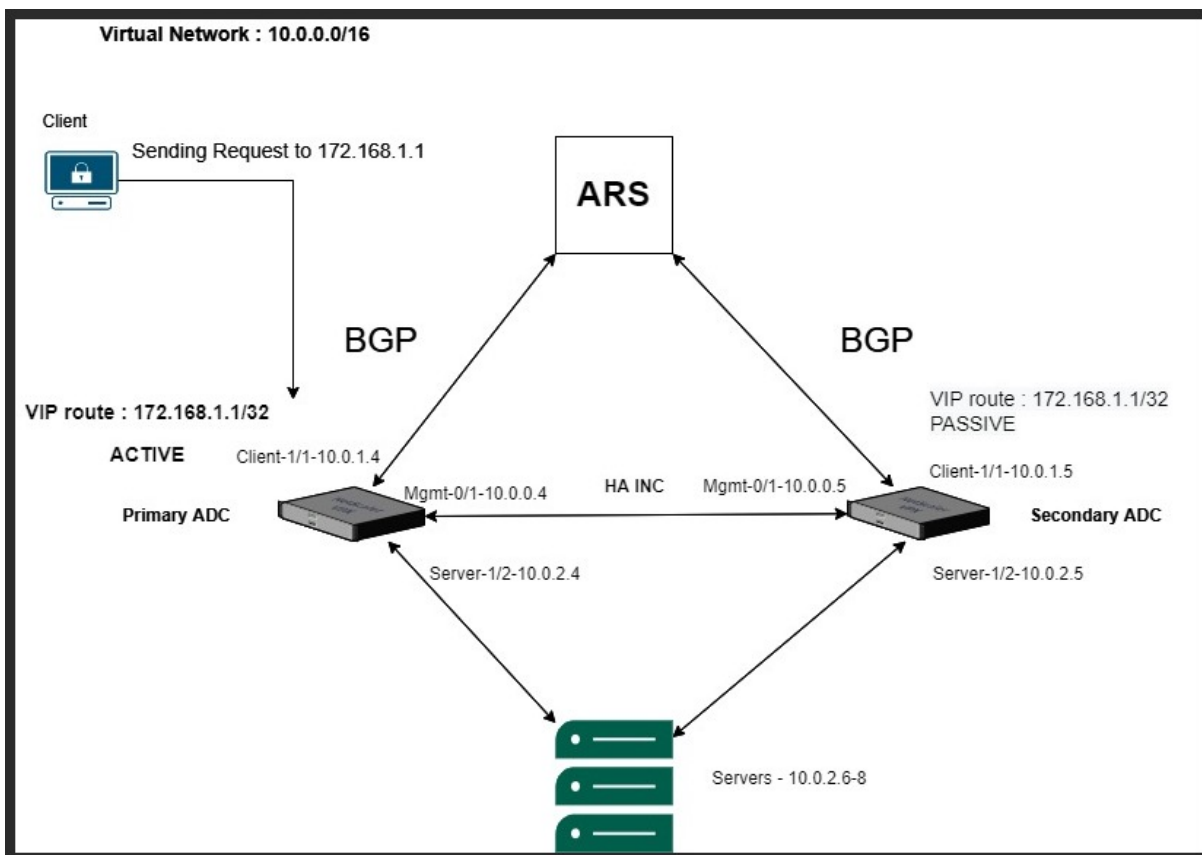 Virtual Network : 10.0.0.0/16
Client
Sending Request to 172.168.1.1
ARS
BGP
BGP
VIP route : 172.168.1.1/32
ACTIVE
VIP route : 172.168.1.1/32
PASSIVE
Client-1/1-10.0.1.4
Client-1/1-10.0.1.5
Mgmt-0/1-10.0.0.4
HA INC
Mgmt-0/1-10.0.0.5
Primary ADC
Secondary ADC
Server-1/2-10.0.2.4
Server-1/2-10.0.2.5
Servers - 10.0.2.6-8